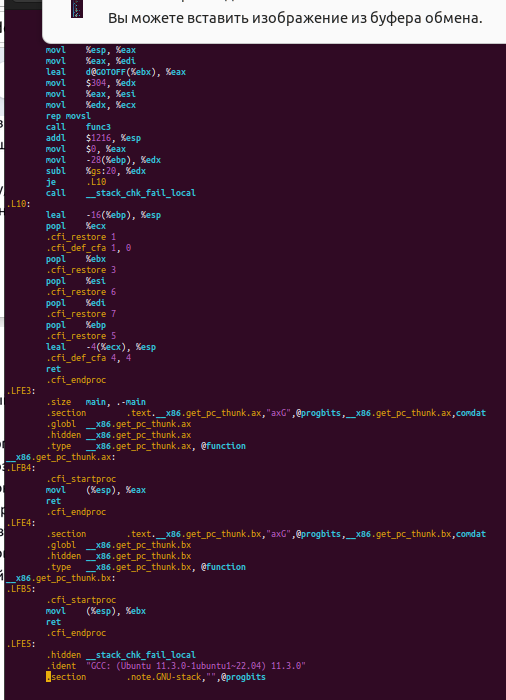 Вы можете вставить изображение из буфера обмена.
movl %esp, %eax
movl %eax, %edi
leal d@GOTOFF(%ebx), %eax
movl $304, %edx
movl %eax, %esi
movl %edx, %ecx
rep movsl
call func3
addl $1216, %esp
movl $0, %eax
movl -28(%ebp), %edx
subl %gs:20, %edx
je .L10
call __stack_chk_fail_local
.L10:
leal -16(%ebp), %esp
popl %ecx
.cfi_restore 1
.cfi_def_cfa 1, 0
popl %ebx
.cfi_restore 3
popl %esi
.cfi_restore 6
popl %edi
.cfi_restore 7
popl %ebp
.cfi_restore 5
leal -4(%ecx), %esp
.cfi_def_cfa 4, 4
ret
.cfi_endproc
.LFE3:
.size main, .-main
.section .text.__x86.get_pc_thunk.ax,"axG",@progbits,__x86.get_pc_thunk.ax,comdat
.globl __x86.get_pc_thunk.ax
.hidden __x86.get_pc_thunk.ax
.type __x86.get_pc_thunk.ax, @function
__x86.get_pc_thunk.ax:
.LFB4:
.cfi_startproc
movl (%esp), %eax
ret
.cfi_endproc
.LFE4:
.section .text.__x86.get_pc_thunk.bx,"axG",@progbits,__x86.get_pc_thunk.bx,comdat
.globl __x86.get_pc_thunk.bx
.hidden __x86.get_pc_thunk.bx
.type __x86.get_pc_thunk.bx, @function
__x86.get_pc_thunk.bx:
.LFB5:
.cfi_startproc
movl (%esp), %ebx
ret
.cfi_endproc
.LFE5:
.hidden __stack_chk_fail_local
.ident "GCC: (Ubuntu 11.3.0-1ubuntu1~22.04) 11.3.0"
.section .note.GNU-stack,"",@progbits